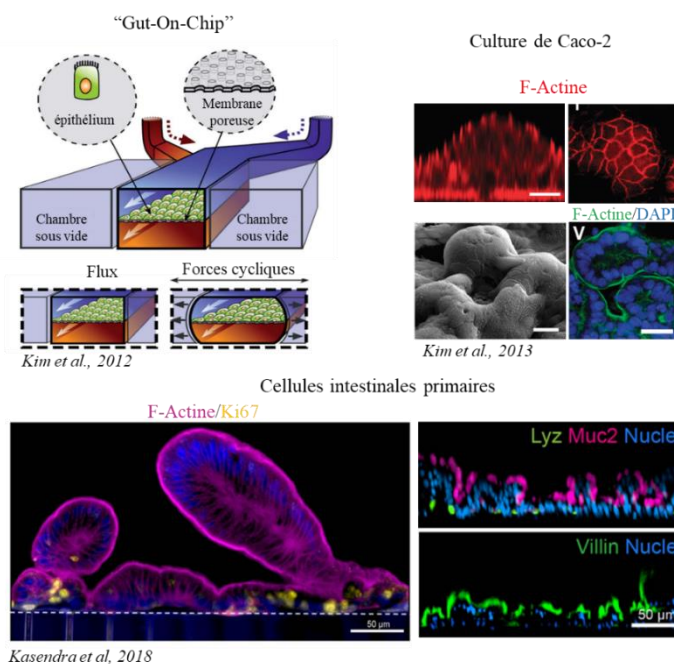 “Gut-On-Chip”
Culture de Caco-2
épithélium
Membrane
poreuse
Chambre
sous vide
Chambre
sous vide
Flux
Forces cycliques
Kim et al., 2012
F-Actine
F-Actine/DAPI
V
Kim et al., 2013
Cellules intestinales primaires
F-Actine/Ki67
50 µm
Kasendra et al, 2018
Lyz Muc2 Nucle
Villin Nucle
50 µm